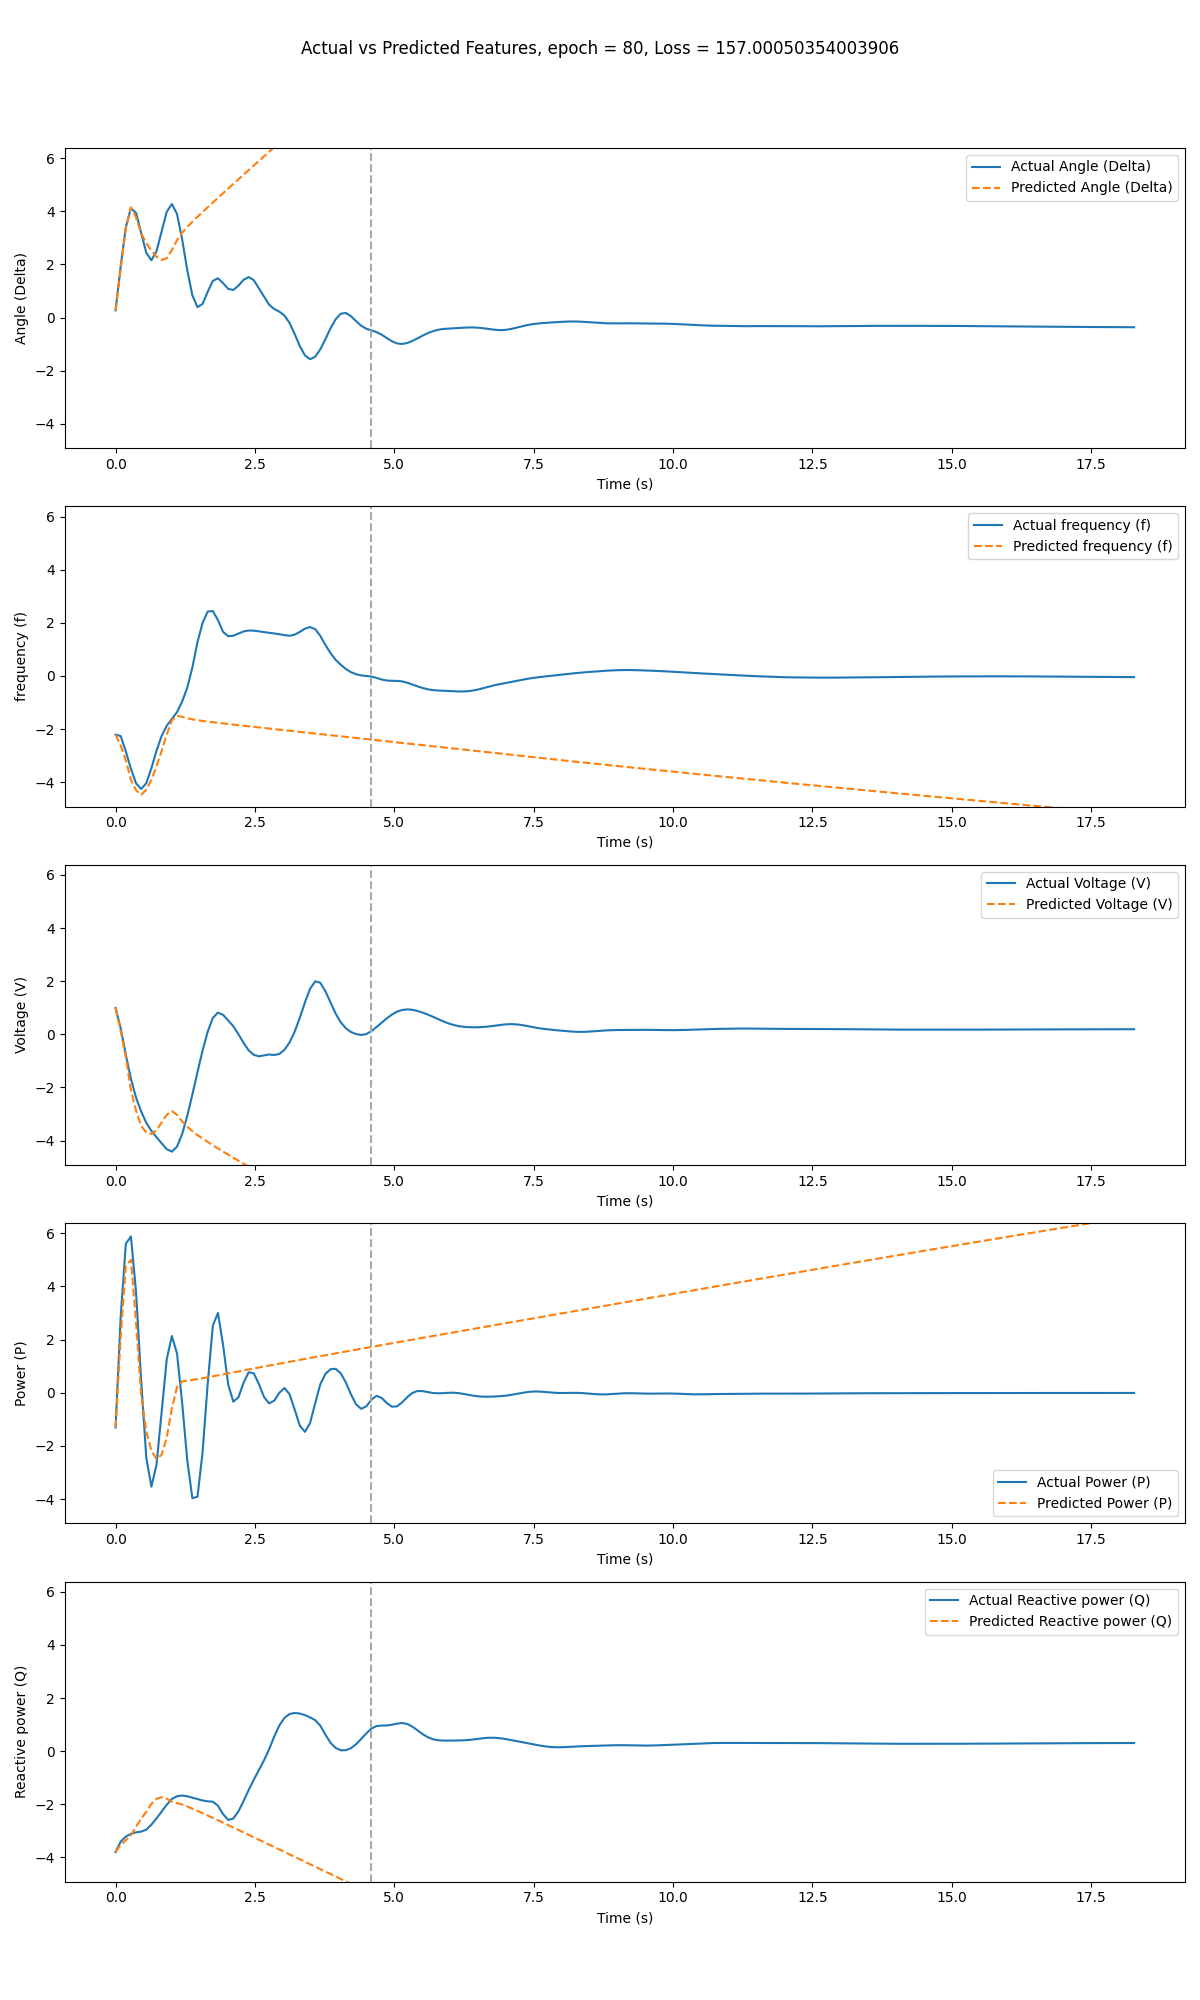 Actual vs Predicted Features, epoch = 80, Loss = 157.00050354003906
Actual Angle (Delta)
Predicted Angle (Delta)
Angle (Delta)
6
4
2
0
−2
−4
0.0 2.5 5.0 7.5 10.0 12.5 15.0 17.5
Time (s)
Actual frequency (f)
Predicted frequency (f)
frequency (f)
6
4
2
0
−2
−4
0.0 2.5 5.0 7.5 10.0 12.5 15.0 17.5
Time (s)
Actual Voltage (V)
Predicted Voltage (V)
Voltage (V)
6
4
2
0
−2
−4
0.0 2.5 5.0 7.5 10.0 12.5 15.0 17.5
Time (s)
Power (P)
6
4
2
0
−2
−4
Actual Power (P)
Predicted Power (P)
0.0 2.5 5.0 7.5 10.0 12.5 15.0 17.5
Time (s)
Actual Reactive power (Q)
Predicted Reactive power (Q)
Reactive power (Q)
6
4
2
0
−2
−4
0.0 2.5 5.0 7.5 10.0 12.5 15.0 17.5
Time (s)